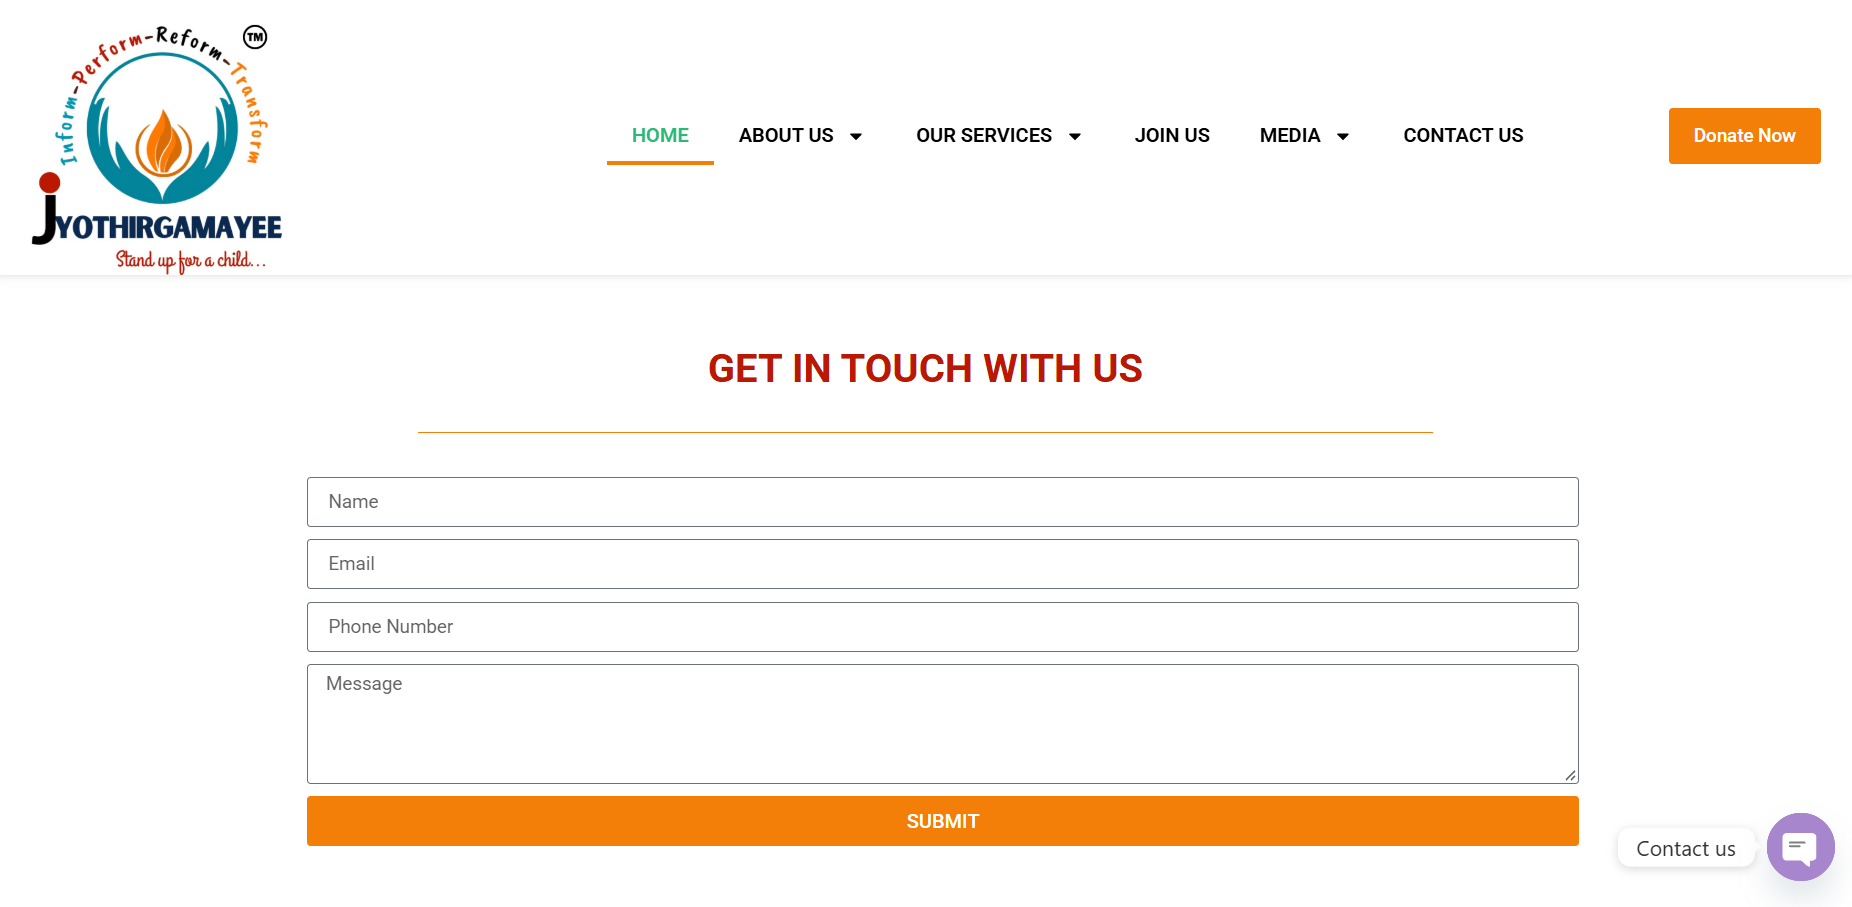 Inform-Perform-Reform-Transform
TM
JYOTHIRGAMAYEE
Stand up for a child...
HOME
ABOUT US
OUR SERVICES
JOIN US
MEDIA
CONTACT US
Donate Now
GET IN TOUCH WITH US
Name
Email
Phone Number
Message
SUBMIT
Contact us